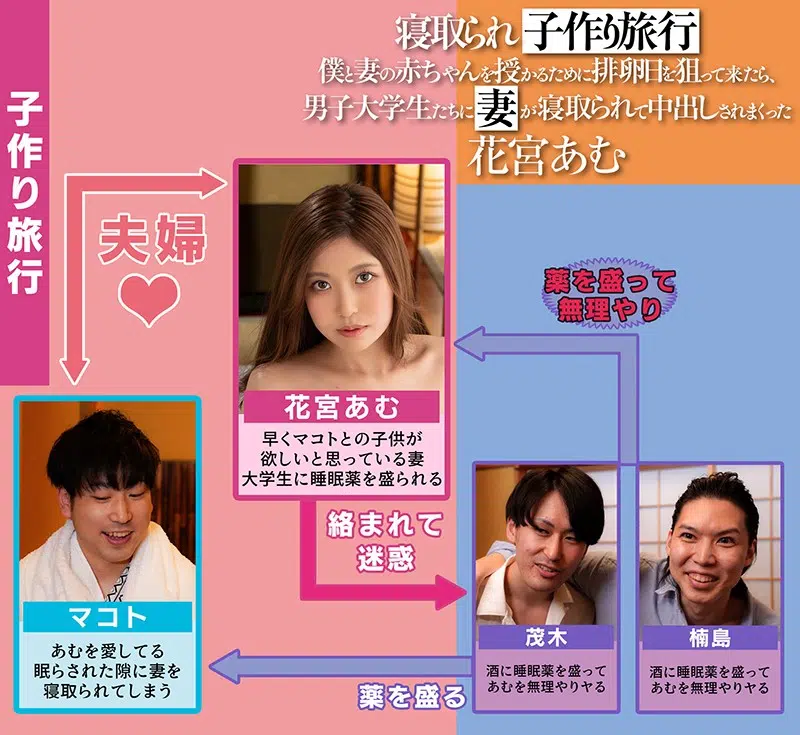 寝取られ子作り旅行
僕と妻の赤ちゃんを授かるために排卵日を狙って来たら、
男子大学生たちに妻が寝取られて中出しされまくった
花宮あむ
子作り旅行
夫婦
薬を盛って
無理やり
花宮あむ
早くマコトとの子供が
欲しいと思っている妻
大学生に睡眠薬を盛られる
絡まれて
迷惑
マコト
あむを愛してる
眠らされた隙に妻を
寝取られてしまう
茂木
酒に睡眠薬を盛って
あむを無理やりヤる
楠島
酒に睡眠薬を盛って
あむを無理やりヤる
薬を盛る